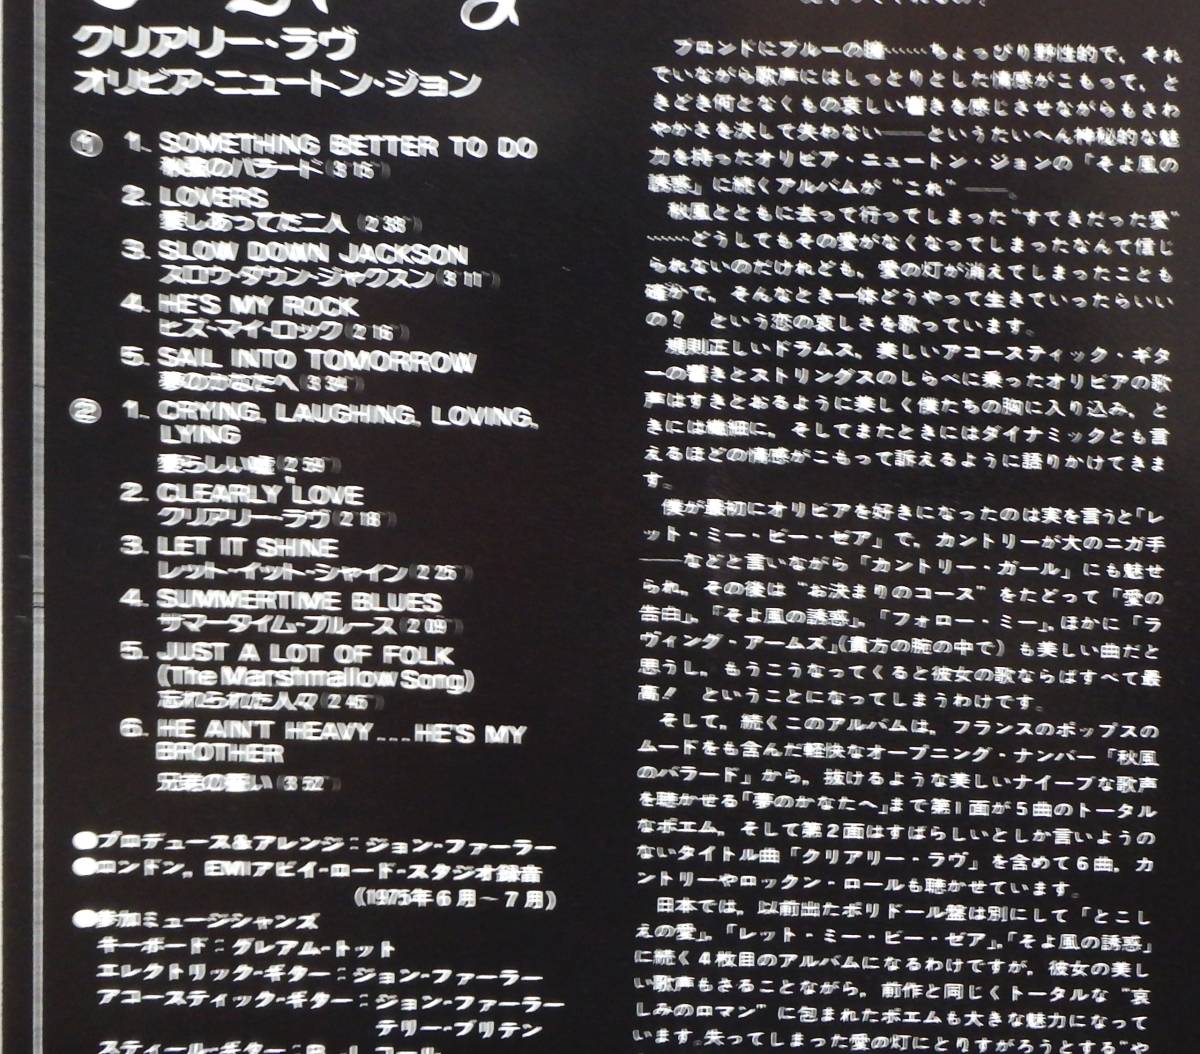 クリアリー・ラヴ
オリビア・ニュートン・ジョン
① 1. SOMETHING BETTER TO DO
秋風のバラード(3'15")
2. LOVERS
愛しあってた二人(2'38")
3. SLOW DOWN JACKSON
スロウ・ダウン・ジャクスン(3'11")
4. HE'S MY ROCK
ヒズ・マイ・ロック(2'16")
5. SAIL INTO TOMORROW
夢のかなたへ(3'34")
② 1. CRYING, LAUGHING, LOVING,
LYING
愛らしい嘘(2'59")
2. CLEARLY LOVE
クリアリー・ラヴ(2'18")
3. LET IT SHINE
レット・イット・シャイン(2'25")
4. SUMMERTIME BLUES
サマータイム・ブルース(2'09")
5. JUST A LOT OF FOLK
(The Marshmallow Song)
忘れられた人々(2'45")
6. HE AIN'T HEAVY...HE'S MY
BROTHER
兄弟の誓い(3'52")
●プロデュース&アレンジ：ジョン・ファーラー
●ロンドン，EMIアビイ・ロード・スタジオ録音
(1975年6月〜7月)
●参加ミュージシャンズ
キーボード：グレアム・トット
エレクトリック・ギター：ジョン・ファーラー
アコースティック・ギター：ジョン・ファーラー
テリー・ブリテン
スティール・ギター：B.J.コール
ブロンドにブルーの瞳……ちょっぴり野性的で，それ
でいながら歌声にはしっとりとした情感がこもって，と
きどき何となくもの哀しい響きを感じさせながらもさわ
やかさを決して失わない――というたいへん神秘的な魅
力を持ったオリビア・ニュートン・ジョンの「そよ風の
誘惑」に続くアルバムが“これ”――。
秋風とともに去って行ってしまった“すてきだった愛”
……どうしてもその愛がなくなってしまったなんて信じ
られないのだけれども，愛の灯が消えてしまったことも
確かで，そんなとき一体どうやって生きていったらいい
の？ という恋の哀しさを歌っています。
規則正しいドラムス，美しいアコースティック・ギタ
ーの響きとストリングスのしらべに乗ったオリビアの歌
声はすきとおるように美しく僕たちの胸に入り込み，と
きには繊細に，そしてまたときにはダイナミックとも言
えるほどの情感がこもって訴えるように語りかけてきま
す。
僕が最初にオリビアを好きになったのは実を言うと「レ
ット・ミー・ビー・ゼア」で，カントリーが大のニガ手
――などと言いながら「カントリー・ガール」にも魅せ
られ，その後は“お決まりのコース”をたどって「愛の
告白」，「そよ風の誘惑」，「フォロー・ミー」，ほかに「ラ
ヴィング・アームズ」(貴方の腕の中で）も美しい曲だと
思うし，もうこうなってくると彼女の歌ならばすべて最
高！ ということになってしまうわけです。
そして，続くこのアルバムは，フランスのポップスの
ムードをも含んだ軽快なオープニング・ナンバー「秋風
のバラード」から，抜けるような美しいナイーブな歌声
を聴かせる「夢のかなたへ」まで第1面が5曲のトータル
なポエム，そして第2面はすばらしいとしか言いようの
ないタイトル曲「クリアリー・ラヴ」を含めて6曲，カ
ントリーやロックン・ロールも聴かせています。
日本では，以前出たポリドール盤は別にして「とこし
えの愛」，「レット・ミー・ビー・ゼア」，「そよ風の誘惑」
に続く4枚目のアルバムになるわけですが，彼女の美し
い歌声もさることながら，前作と同じくトータルな“哀
しみのロマン”に包まれたポエムも大きな魅力になって
います。失ってしまった愛の灯にとりすがろうとする“や